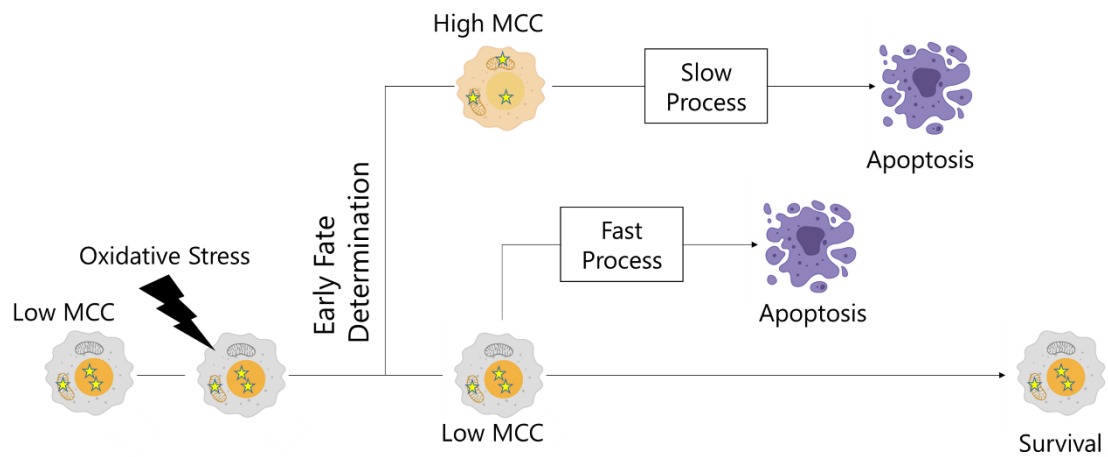 High MCC
Slow
Process
Apoptosis
Early Fate
Determination
Fast
Process
Apoptosis
Oxidative Stress
Low MCC
Low MCC
Survival